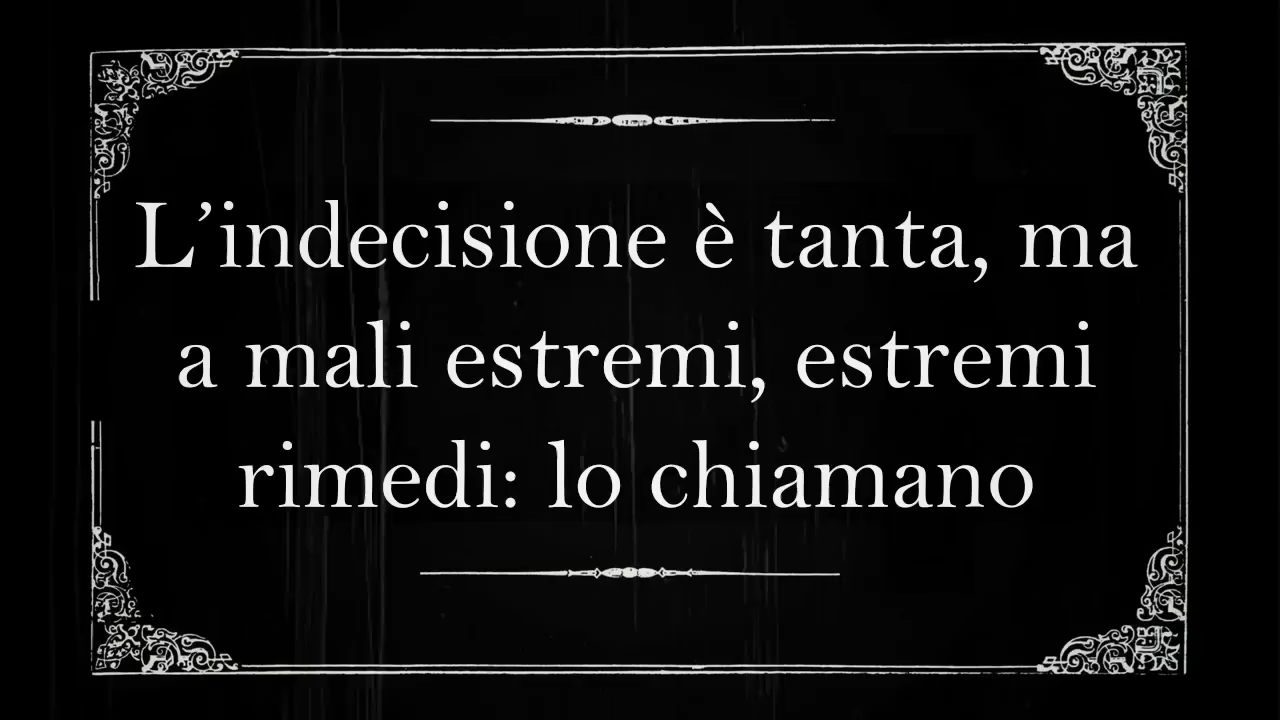 L’indecisione è tanta, ma
a mali estremi, estremi
rimedi: lo chiamano